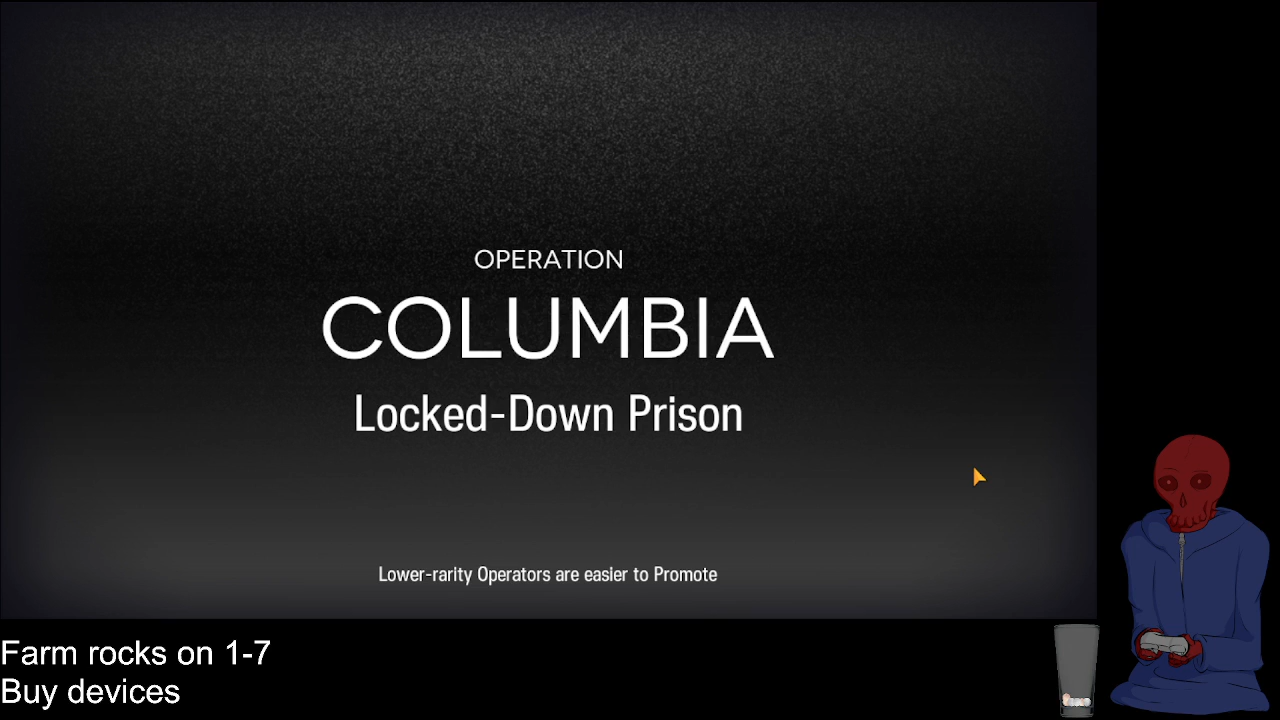 OPERATION
COLUMBIA
Locked-Down Prison
Lower-rarity Operators are easier to Promote
Farm rocks on 1-7
Buy devices